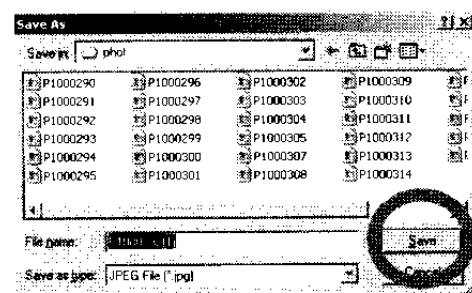 Save As
Save in: phot
P1000290 P1000296 P1000302 P1000309
P1000291 P1000297 P1000303 P1000310
P1000292 P1000298 P1000304 P1000311
P1000293 P1000299 P1000305 P1000312
P1000294 P1000300 P1000307 P1000313
P1000295 P1000301 P1000308 P1000314
File name: Save
Save as type: JPEG File (*.jpg) Cancel